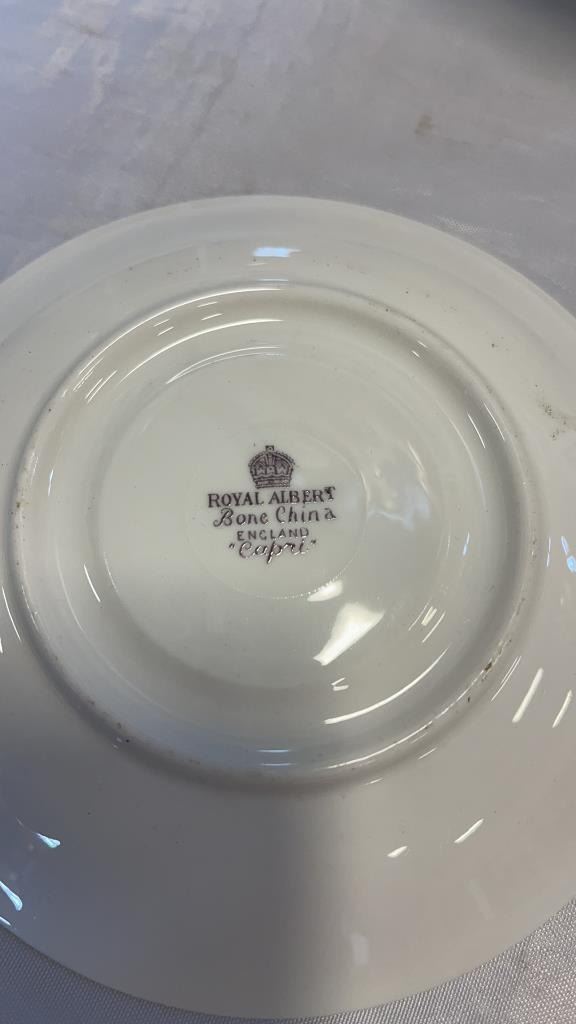 ROYAL ALBERT
Bone China
ENGLAND
"Capri"